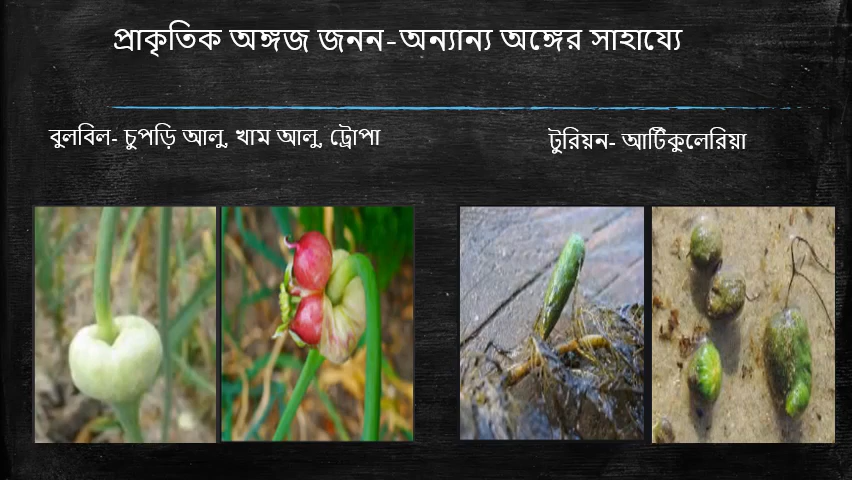 প্রাকৃতিক অঙ্গজ জনন-অন্যান্য অঙ্গের সাহায্যে
বুলবিল- চুপড়ি আলু, খাম আলু, ট্রোপা
টুরিয়ন- আর্টিকুলেরিয়া